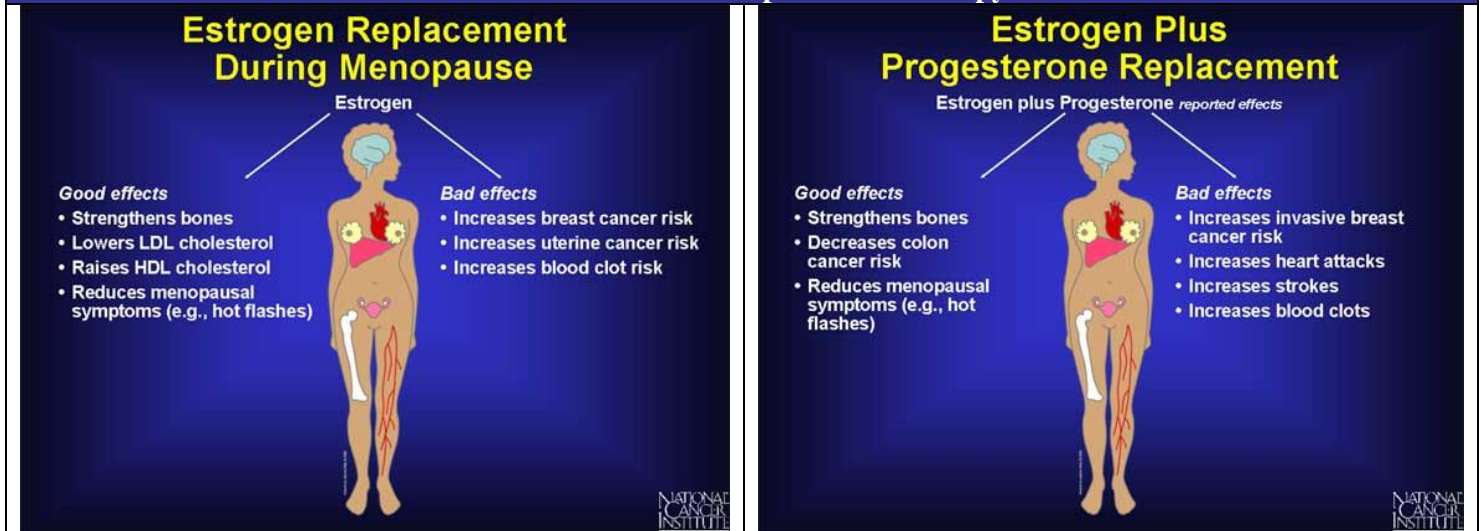 Estrogen Replacement
During Menopause
Estrogen
Good effects
• Strengthens bones
• Lowers LDL cholesterol
• Raises HDL cholesterol
• Reduces menopausal
symptoms (e.g., hot flashes)
Bad effects
• Increases breast cancer risk
• Increases uterine cancer risk
• Increases blood clot risk
NATIONAL
CANCER
INSTITUTE
Estrogen Plus
Progesterone Replacement
Estrogen plus Progesterone reported effects
Good effects
• Strengthens bones
• Decreases colon
cancer risk
• Reduces menopausal
symptoms (e.g., hot
flashes)
Bad effects
• Increases invasive breast
cancer risk
• Increases heart attacks
• Increases strokes
• Increases blood clots
NATIONAL
CANCER
INSTITUTE